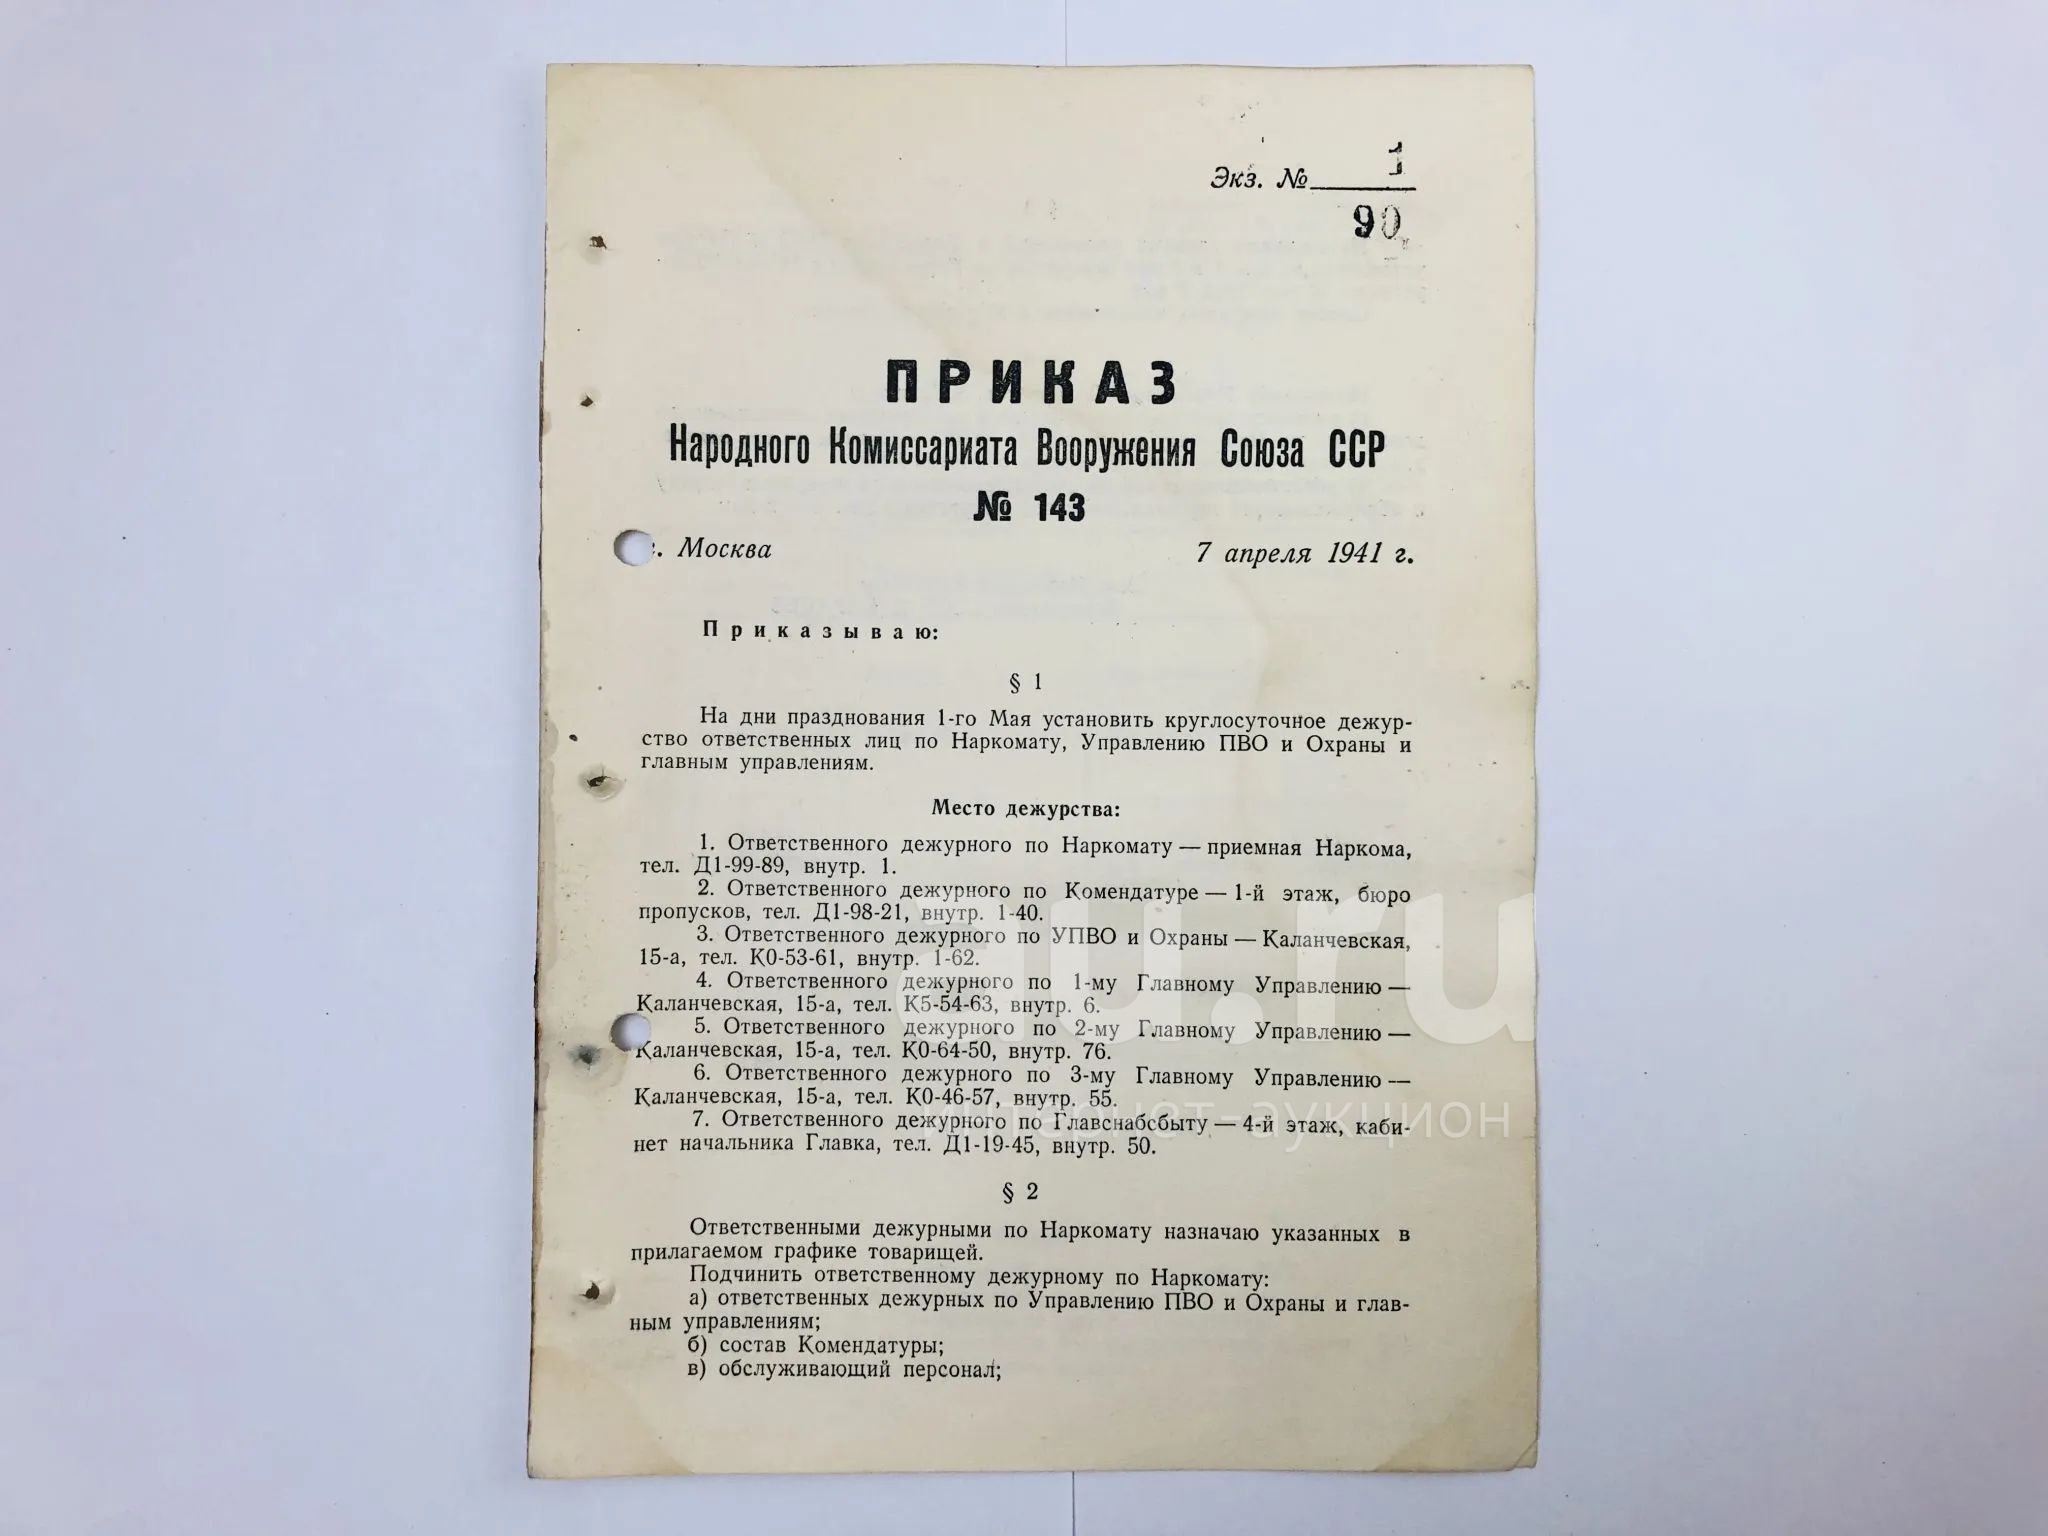 Экз. № 1
90
ПРИКАЗ
Народного Комиссариата Вооружения Союза ССР
№ 143
г. Москва 7 апреля 1941 г.
Приказываю:
§ 1
На дни празднования 1-го Мая установить круглосуточное дежур-
ство ответственных лиц по Наркомату, Управлению ПВО и Охраны и
главным управлениям.
Место дежурства:
1. Ответственного дежурного по Наркомату — приемная Наркома,
тел. Д1-99-89, внутр. 1.
2. Ответственного дежурного по Комендатуре — 1-й этаж, бюро
пропусков, тел. Д1-98-21, внутр. 1-40.
3. Ответственного дежурного по УПВО и Охраны — Каланчевская,
15-а, тел. К0-53-61, внутр. 1-62.
4. Ответственного дежурного по 1-му Главному Управлению —
Каланчевская, 15-а, тел. К5-54-63, внутр. 6.
5. Ответственного дежурного по 2-му Главному Управлению —
Каланчевская, 15-а, тел. К0-64-50, внутр. 76.
6. Ответственного дежурного по 3-му Главному Управлению —
Каланчевская, 15-а, тел. К0-46-57, внутр. 55.
7. Ответственного дежурного по Главснабсбыту — 4-й этаж, каби-
нет начальника Главка, тел. Д1-19-45, внутр. 50.
§ 2
Ответственными дежурными по Наркомату назначаю указанных в
прилагаемом графике товарищей.
Подчинить ответственному дежурному по Наркомату:
а) ответственных дежурных по Управлению ПВО и Охраны и глав-
ным управлениям;
б) состав Комендатуры;
в) обслуживающий персонал;
au.ru
интернет-аукцион